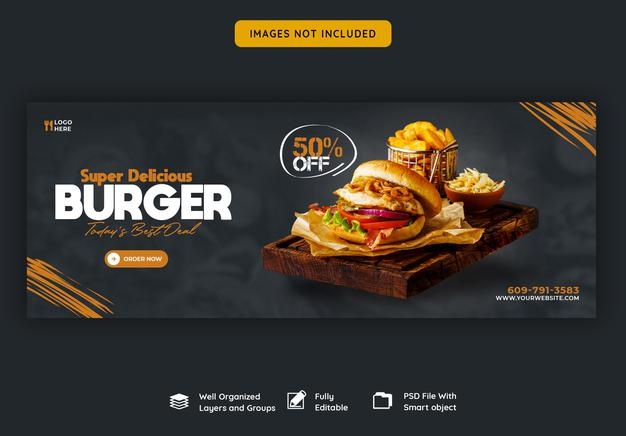 IMAGES NOT INCLUDED
LOGO
HERE
50%
OFF
Super Delicious
BURGER
Today's Best Deal
ORDER NOW
609-791-3583
WWW.YOURWEBSITE.COM
Well Organized
Layers and Groups
Fully
Editable
PSD File With
Smart object